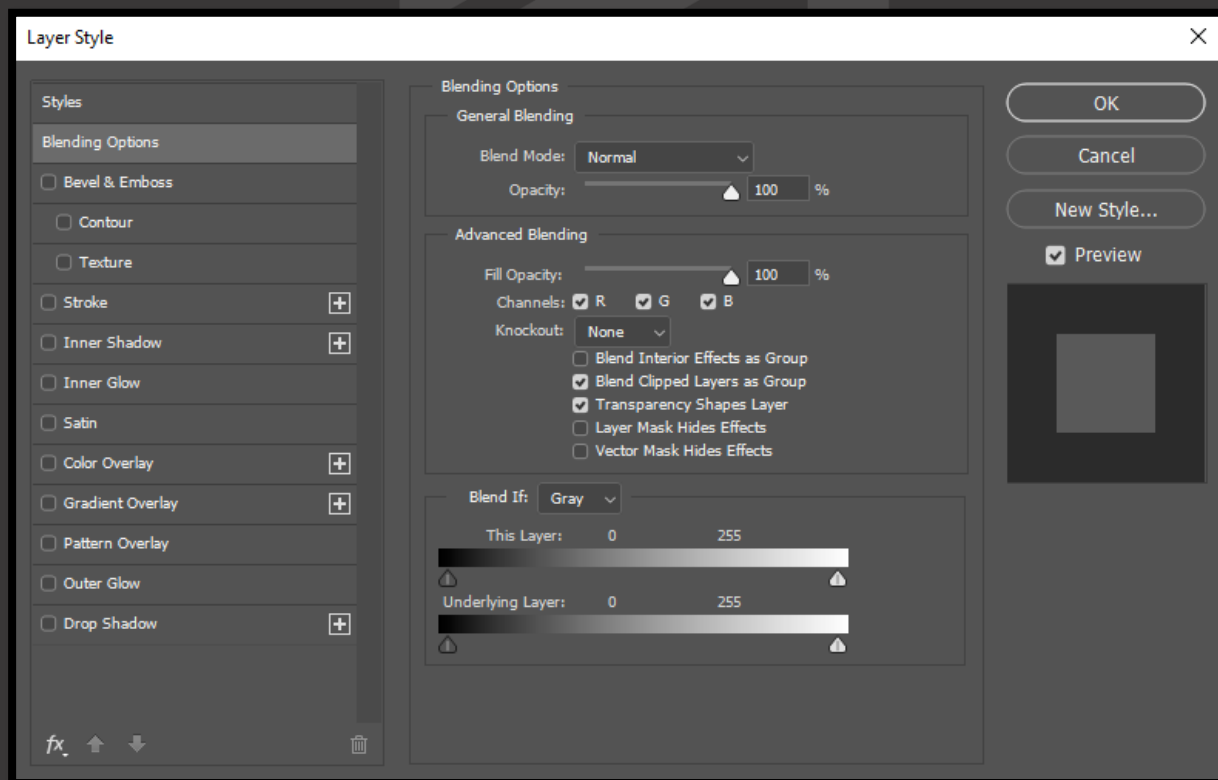 Layer Style
Styles
Blending Options
Bevel & Emboss
Contour
Texture
Stroke
Inner Shadow
Inner Glow
Satin
Color Overlay
Gradient Overlay
Pattern Overlay
Outer Glow
Drop Shadow
fx
Blending Options
General Blending
Blend Mode: Normal
Opacity: 100 %
Advanced Blending
Fill Opacity: 100 %
Channels: R G B
Knockout: None
Blend Interior Effects as Group
Blend Clipped Layers as Group
Transparency Shapes Layer
Layer Mask Hides Effects
Vector Mask Hides Effects
Blend If: Gray
This Layer: 0 255
Underlying Layer: 0 255
OK
Cancel
New Style...
Preview